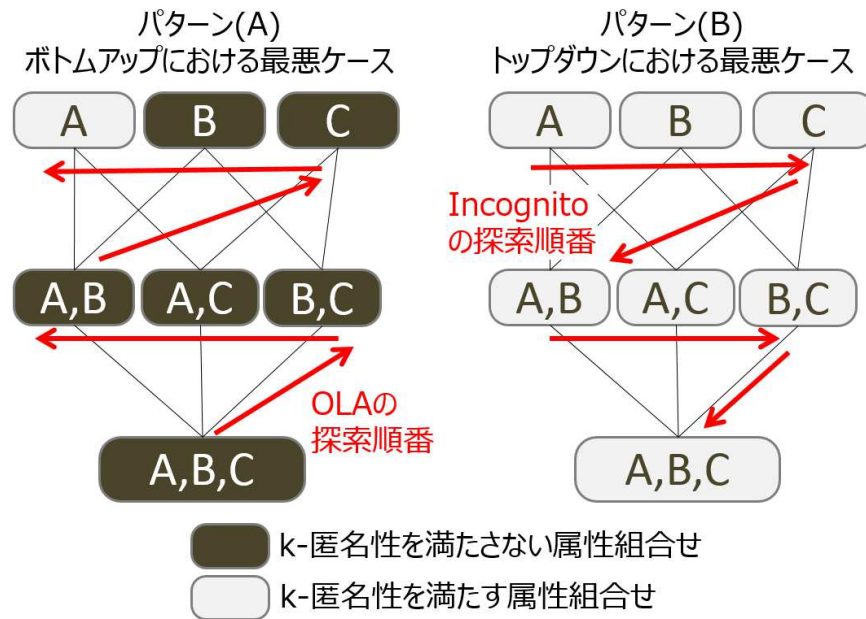 パターン(A)
ボトムアップにおける最悪ケース
パターン(B)
トップダウンにおける最悪ケース
A
B
C
A
B
C
Incognito
の探索順番
A,B
A,C
B,C
A,B
A,C
B,C
OLAの
探索順番
A,B,C
A,B,C
k-匿名性を満たさない属性組合せ
k-匿名性を満たす属性組合せ